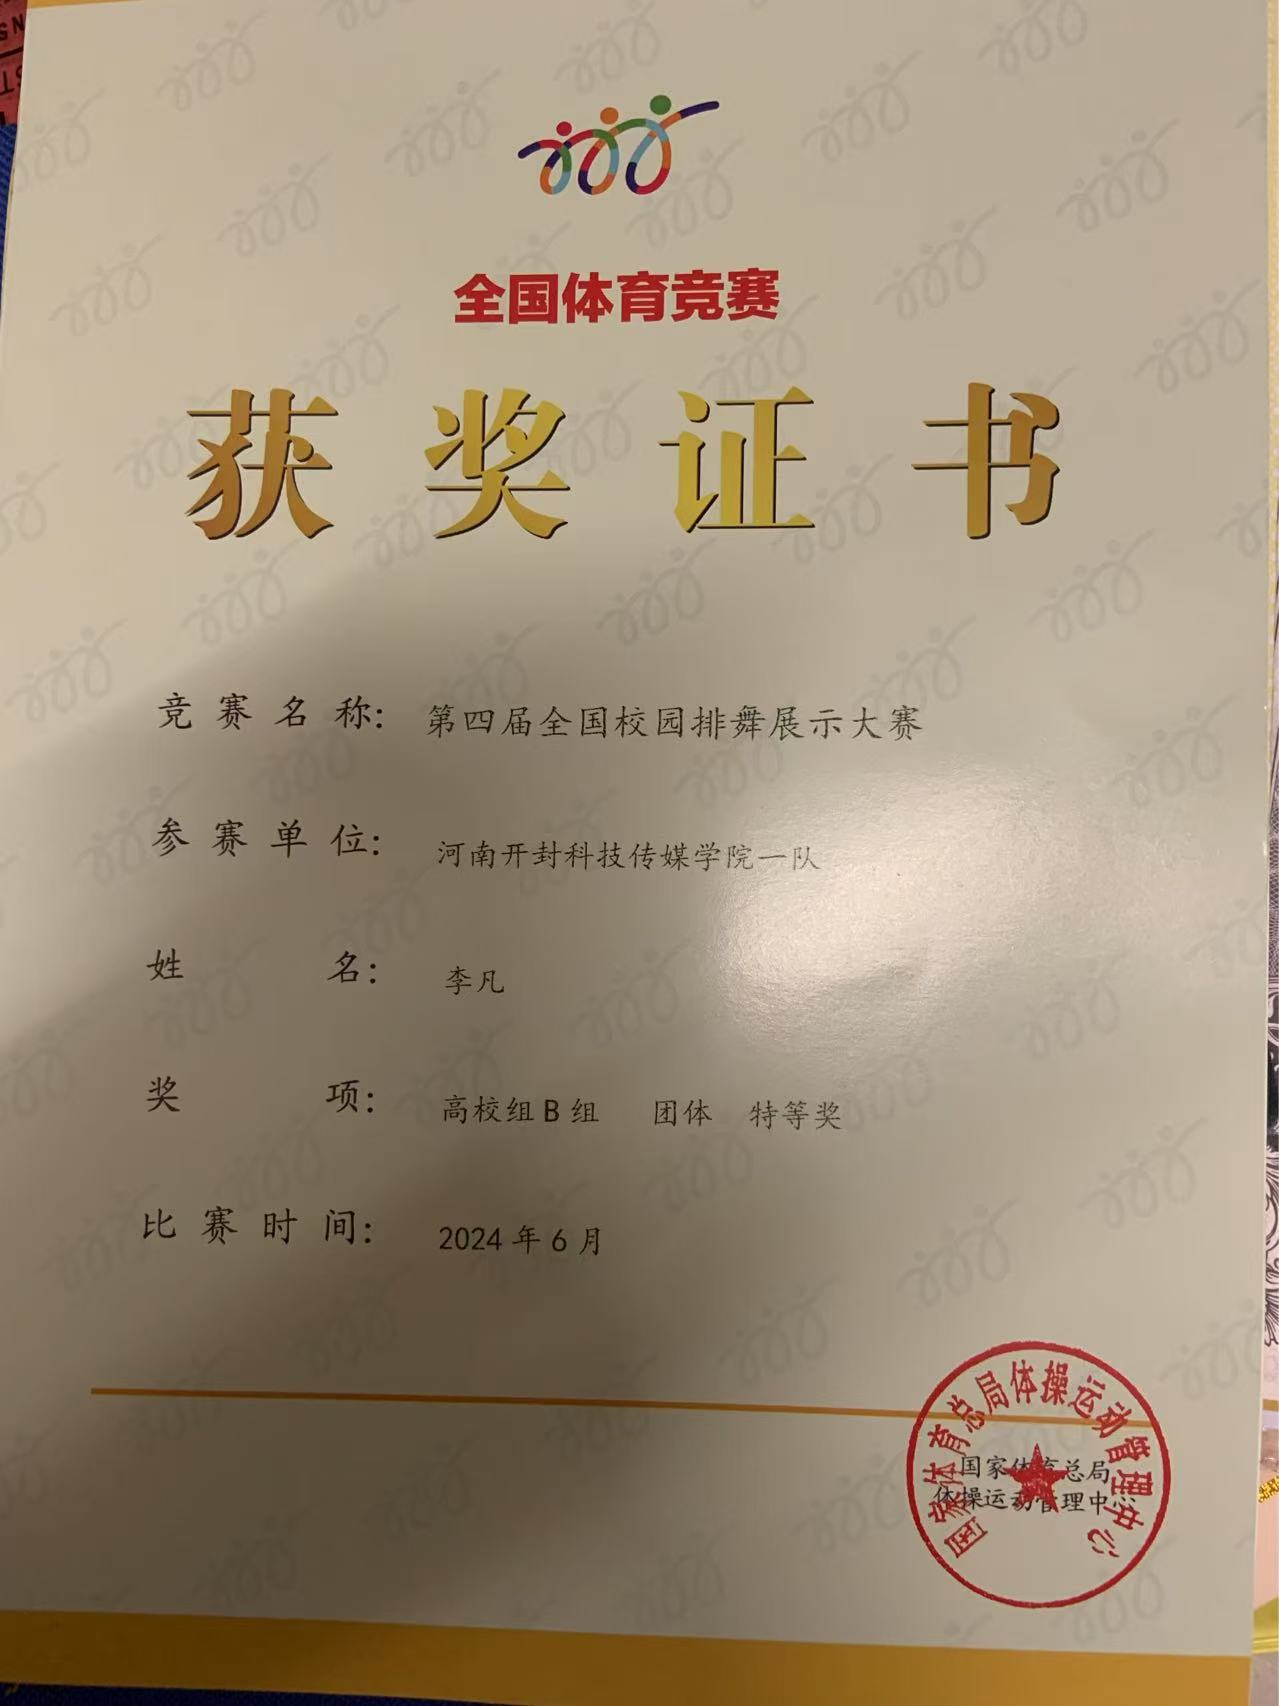 全国体育竞赛
获奖证书
竞赛名称: 第四届全国校园排舞展示大赛
参赛单位: 河南开封科技传媒学院一队
姓名: 李凡
奖项: 高校组B组 团体 特等奖
比赛时间: 2024年6月
国家体育总局体操运动管理中心
国家体育总局
体操运动管理中心